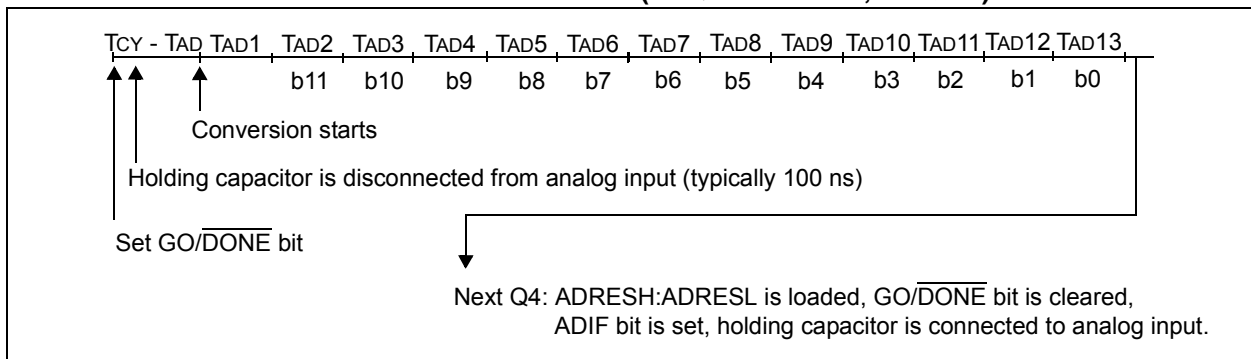 TCY - TAD TAD1 TAD2 TAD3 TAD4 TAD5 TAD6 TAD7 TAD8 TAD9 TAD10 TAD11 TAD12 TAD13
b11 b10 b9 b8 b7 b6 b5 b4 b3 b2 b1 b0
Conversion starts
Holding capacitor is disconnected from analog input (typically 100 ns)
Set GO/DONE bit
Next Q4: ADRESH:ADRESL is loaded, GO/DONE bit is cleared,
ADIF bit is set, holding capacitor is connected to analog input.